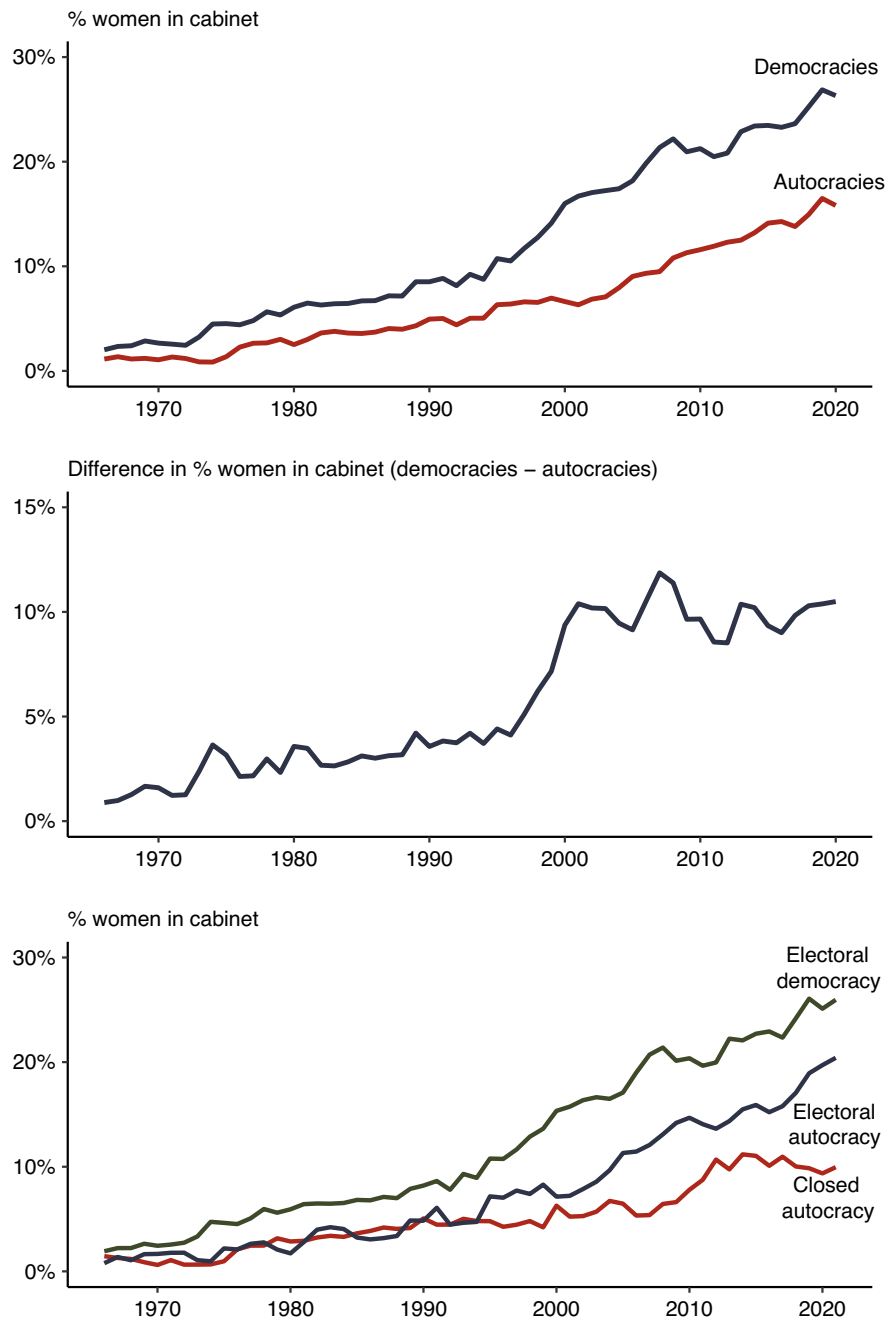 % women in cabinet
30%
Democracies
20%
Autocracies
10%
0%
1970 1980 1990 2000 2010 2020
Difference in % women in cabinet (democracies − autocracies)
15%
10%
5%
0%
1970 1980 1990 2000 2010 2020
% women in cabinet
30%
Electoral
democracy
20%
Electoral
autocracy
10%
Closed
autocracy
0%
1970 1980 1990 2000 2010 2020